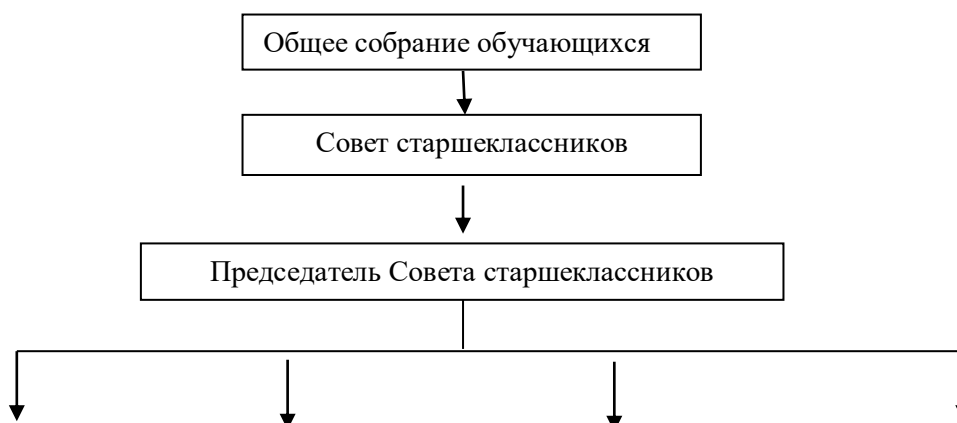 Общее собрание обучающихся
Совет старшеклассников
Председатель Совета старшеклассников